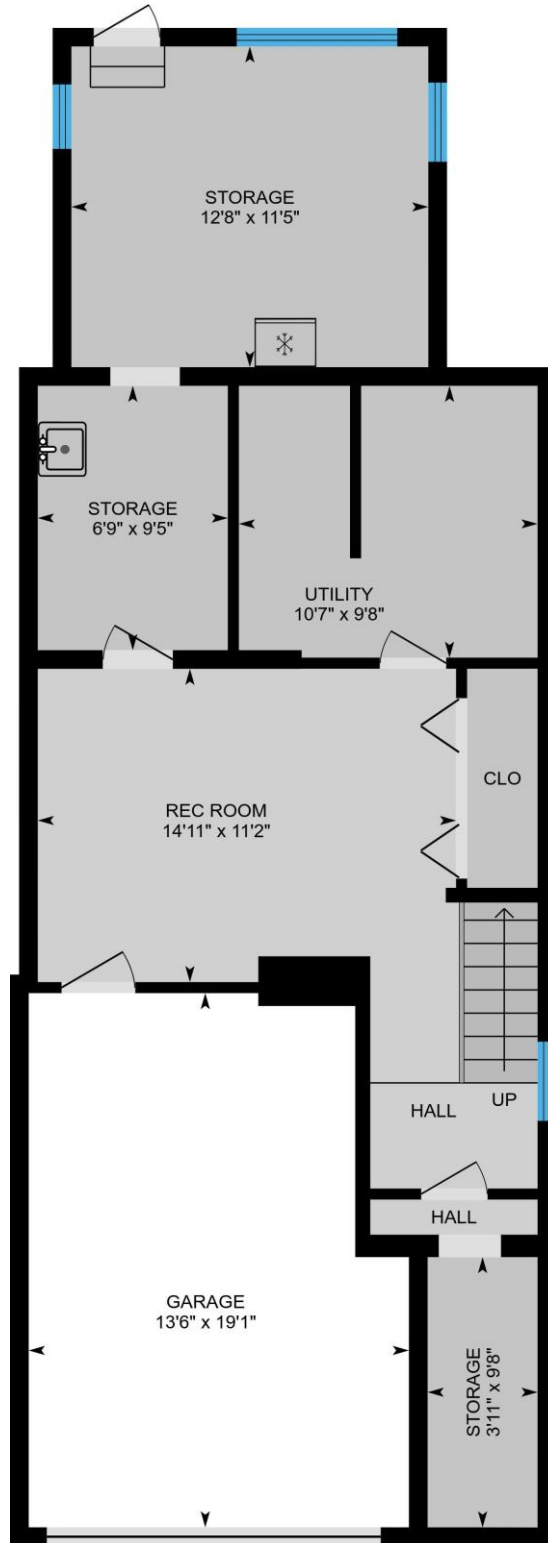 STORAGE
12'8" x 11'5"
STORAGE
6'9" x 9'5"
UTILITY
10'7" x 9'8"
REC ROOM
14'11" x 11'2"
CLO
HALL
UP
HALL
GARAGE
13'6" x 19'1"
STORAGE
3'11" x 9'8"